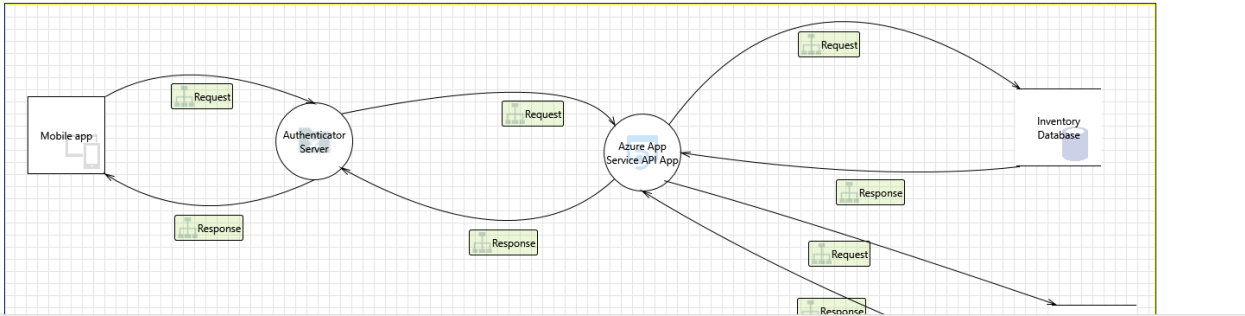 Request
Mobile app
Response
Authenticator
Server
Request
Response
Azure App
Service API App
Request
Inventory
Database
Response
Request
Response